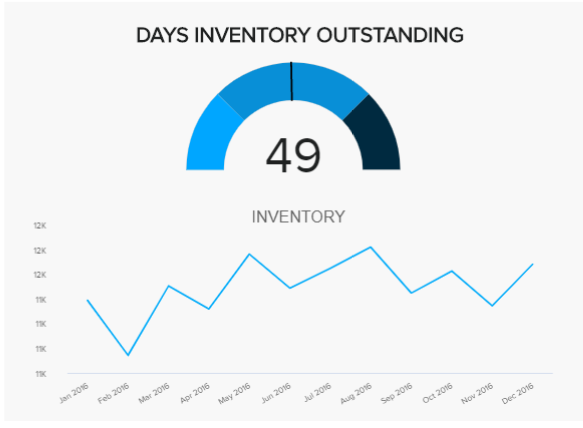 DAYS INVENTORY OUTSTANDING
49
INVENTORY
12K
12K
12K
11K
11K
11K
11K
Jan 2016 Feb 2016 Mar 2016 Apr 2016 May 2016 Jun 2016 Jul 2016 Aug 2016 Sep 2016 Oct 2016 Nov 2016 Dec 2016